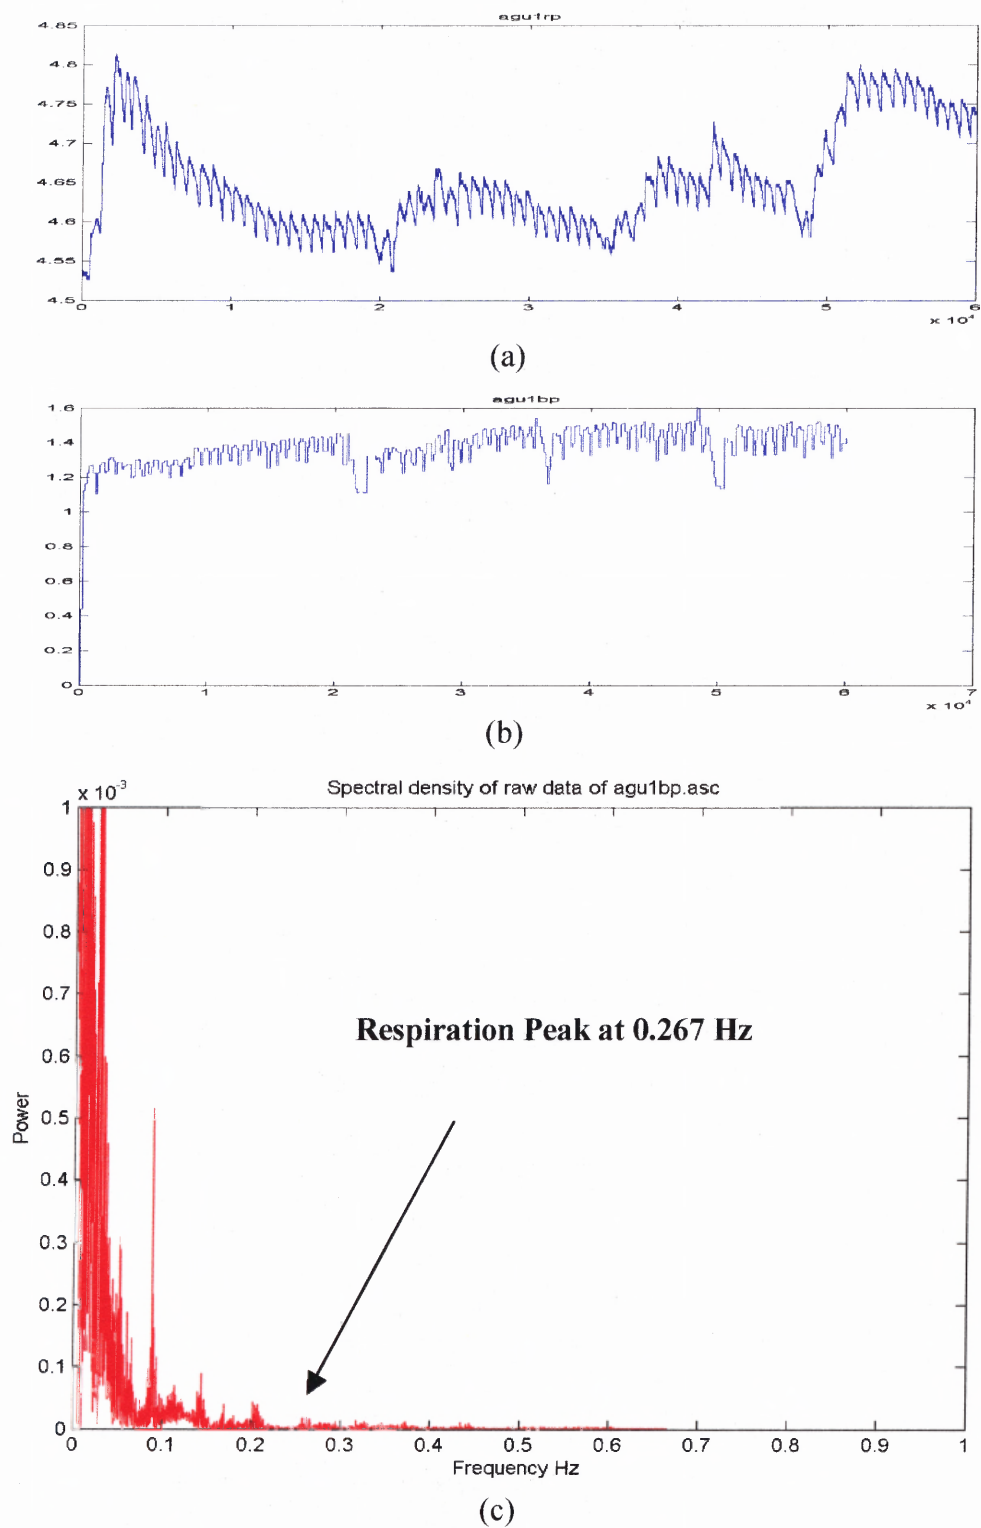 agu1rp
4.85
4.8
4.75
4.7
4.65
4.6
4.55
4.5
0 1 2 3 4 5 6
x 10⁴
(a)
agu1bp
1.6
1.4
1.2
1
0.8
0.6
0.4
0.2
0
0 1 2 3 4 5 6 7
x 10⁴
(b)
Spectral density of raw data of agu1bp.asc
x 10⁻³
1
0.9
0.8
0.7
0.6
0.5
0.4
0.3
0.2
0.1
0
Power
Respiration Peak at 0.267 Hz
0 0.1 0.2 0.3 0.4 0.5 0.6 0.7 0.8 0.9 1
Frequency Hz
(c)